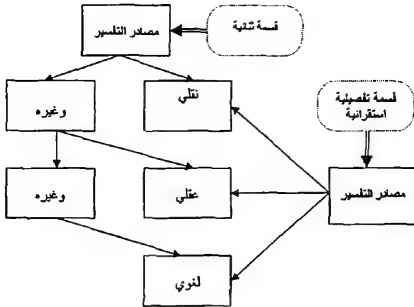 قسمة ثنائية
مصادر التفسير
وغيره
نقلي
قسمة تفصيلية
استقرائية
وغيره
عقلي
مصادر التفسير
لغوي